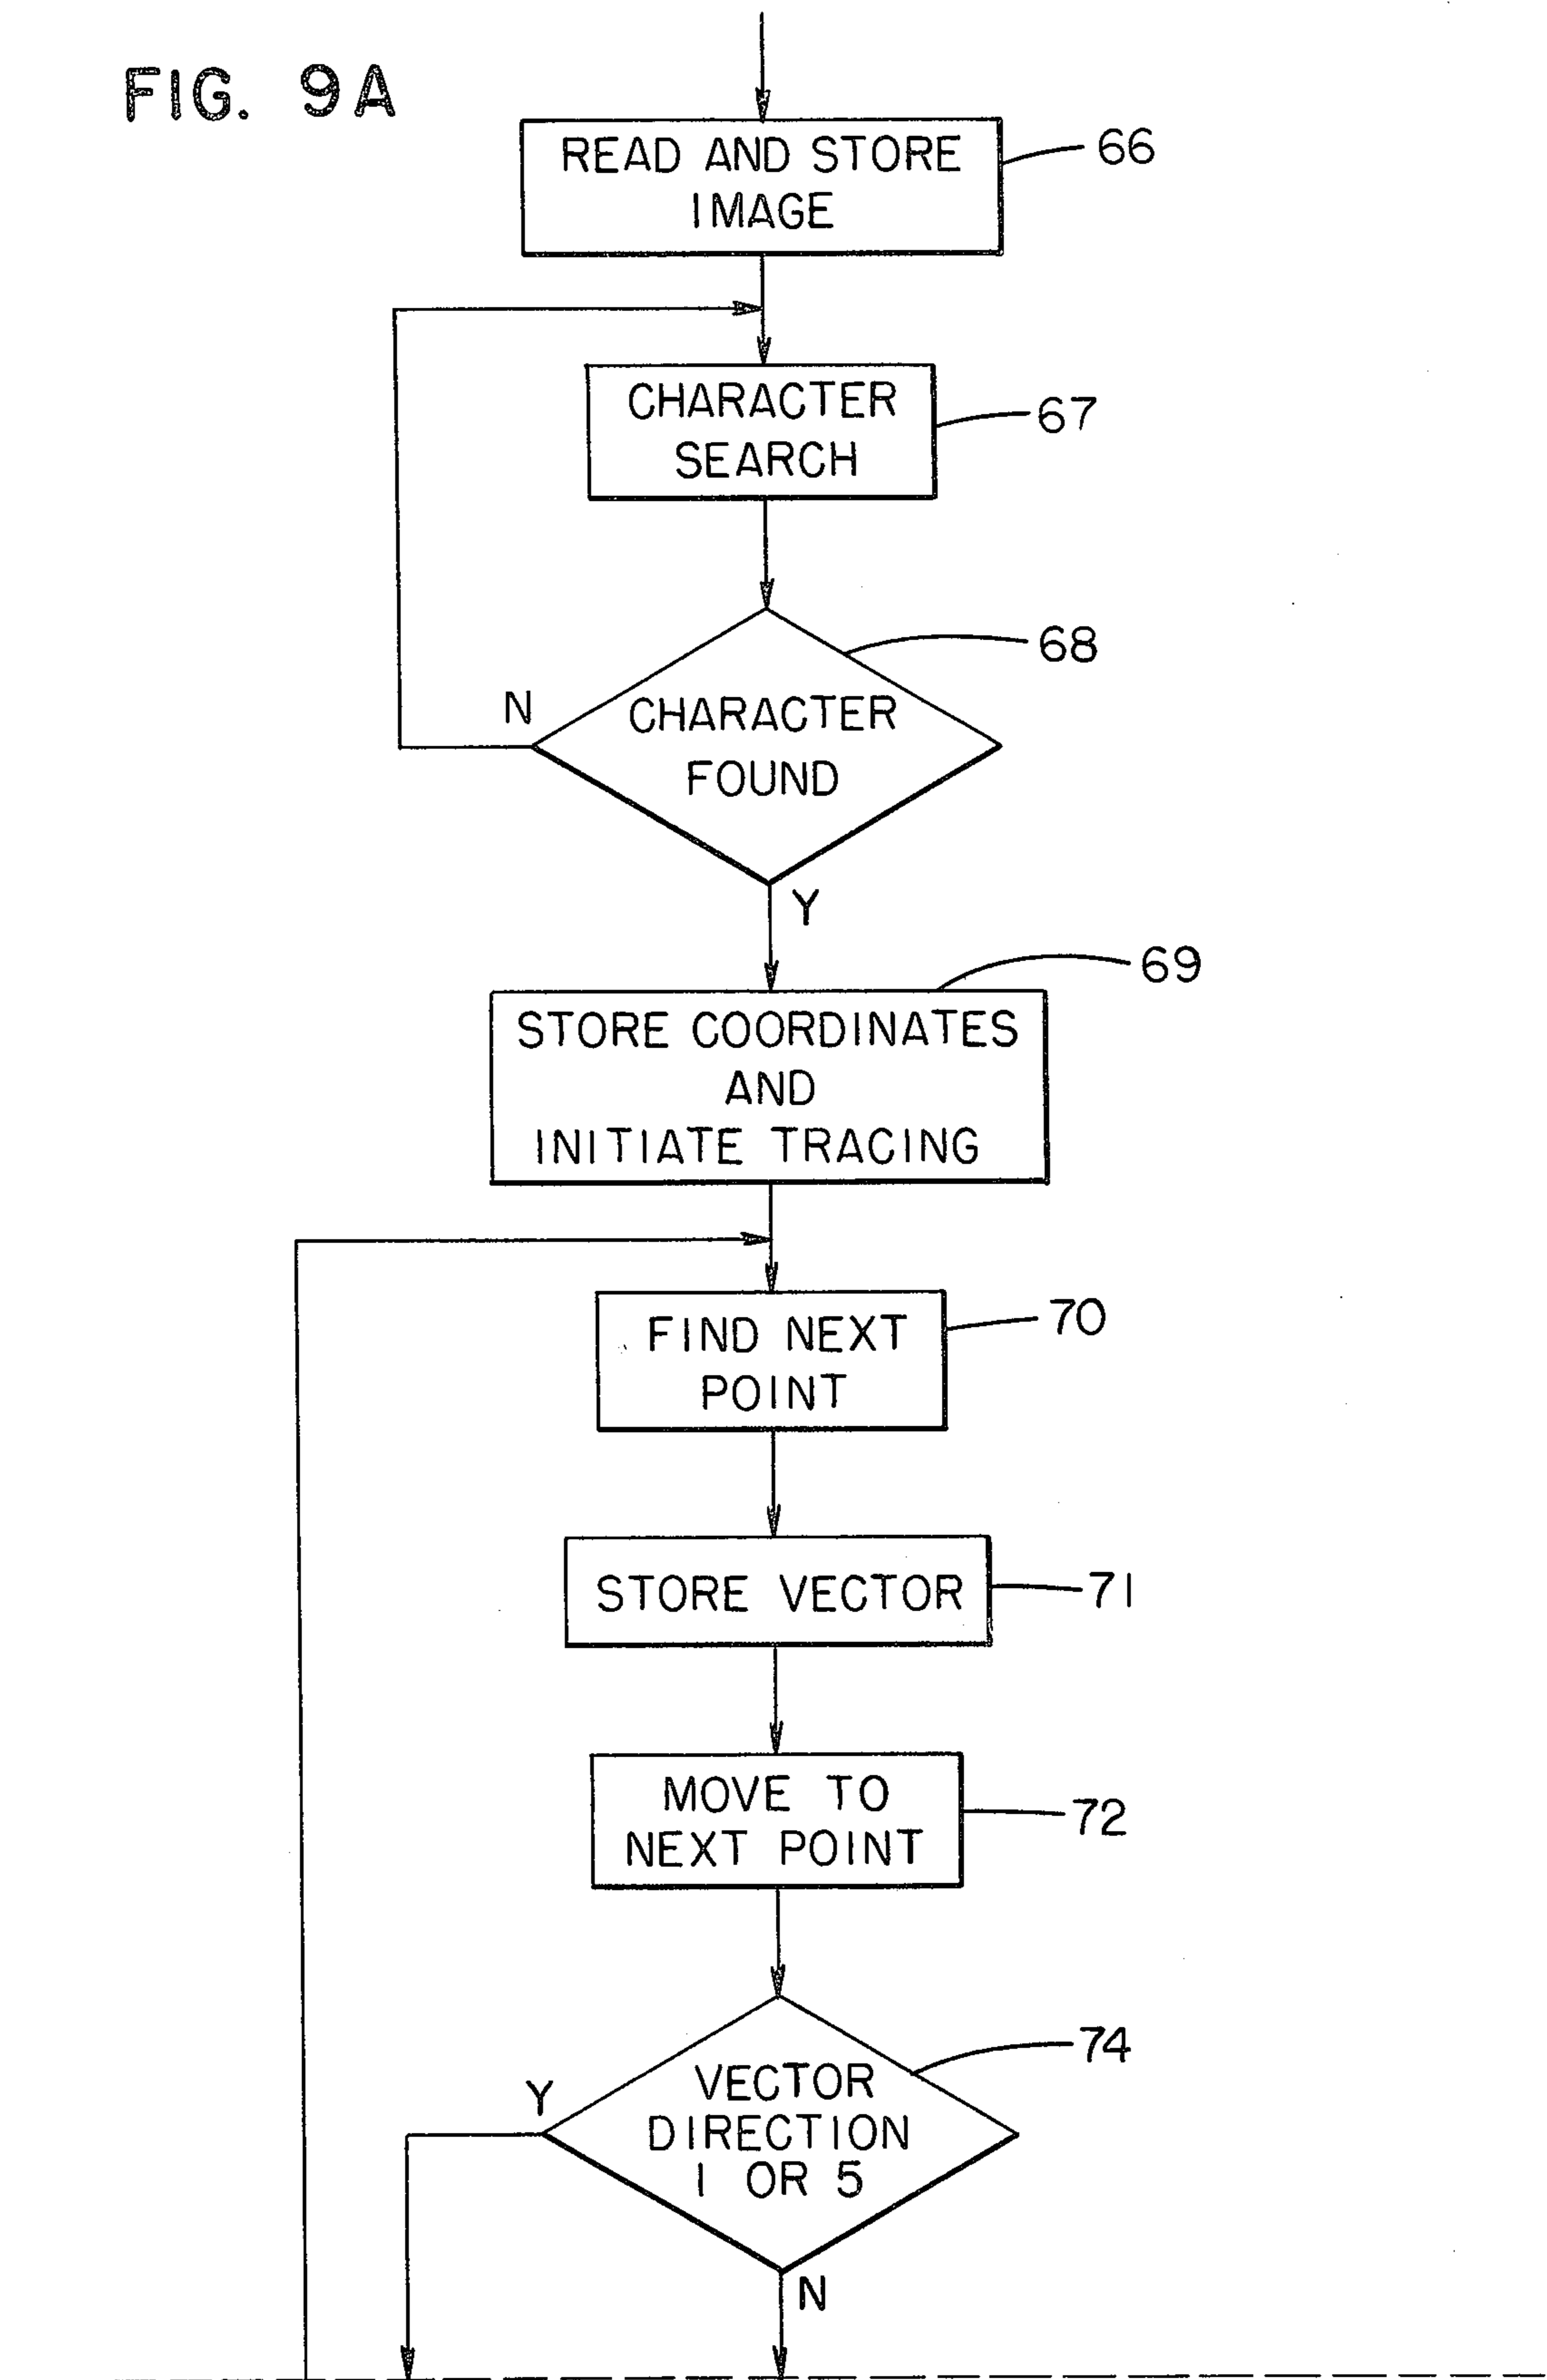 FIG. 9A
READ AND STORE
IMAGE
66
CHARACTER
SEARCH
67
68
N
CHARACTER
FOUND
Y
69
STORE COORDINATES
AND
INITIATE TRACING
70
FIND NEXT
POINT
STORE VECTOR
71
MOVE TO
NEXT POINT
72
74
Y
VECTOR
DIRECTION
1 OR 5
N